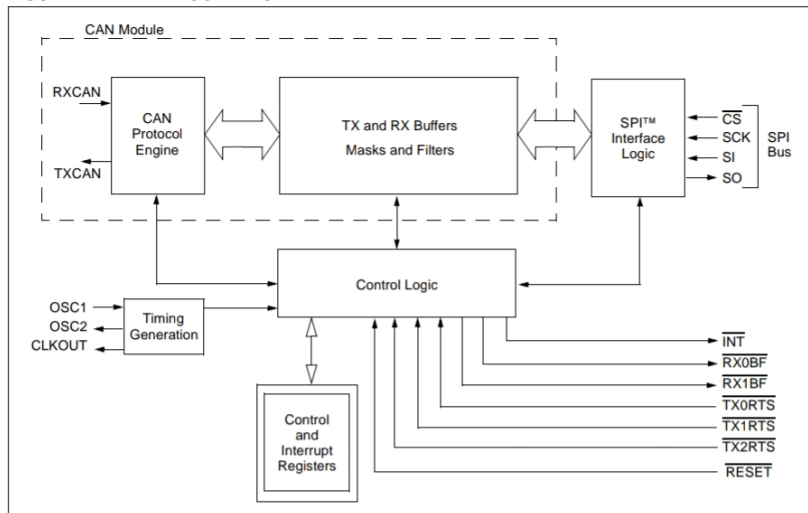 CAN Module
RXCAN
TXCAN
CAN
Protocol
Engine
TX and RX Buffers
Masks and Filters
SPI™
Interface
Logic
CS
SCK
SI
SO
SPI
Bus
Control Logic
OSC1
OSC2
CLKOUT
Timing
Generation
Control
and
Interrupt
Registers
INT
RX0BF
RX1BF
TX0RTS
TX1RTS
TX2RTS
RESET